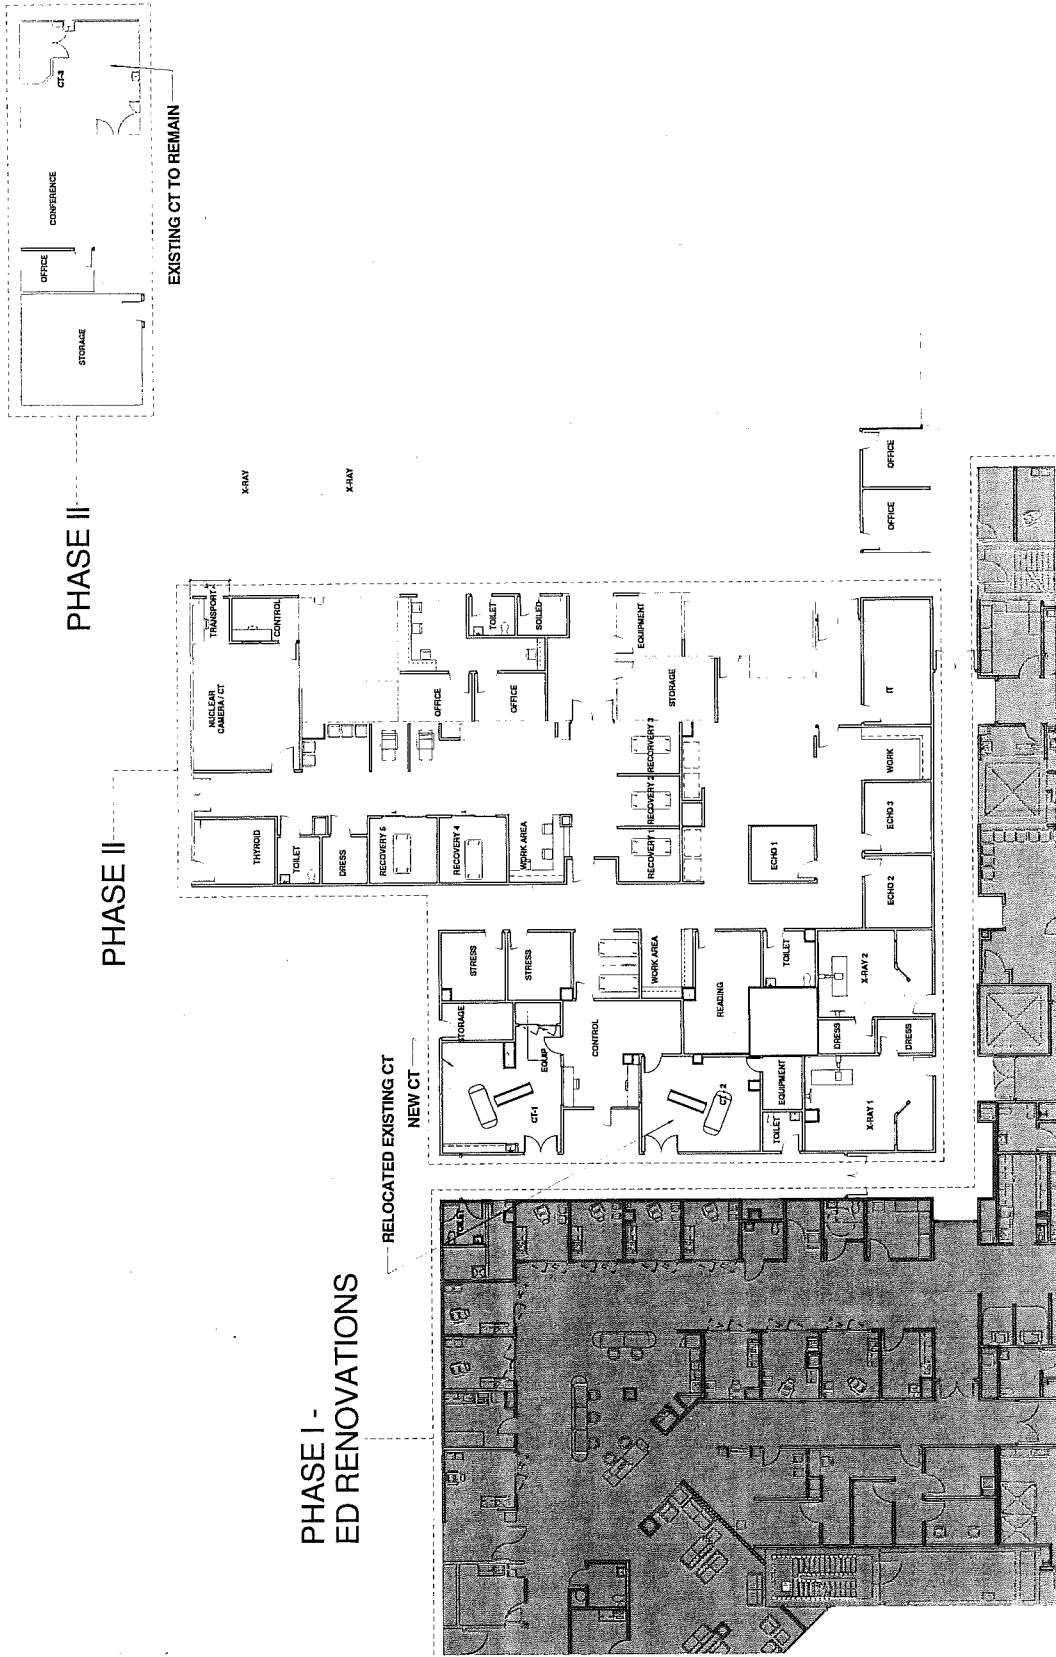 CT-3
CONFERENCE
OFFICE
STORAGE
EXISTING CT TO REMAIN
PHASE II
X-RAY
X-RAY
OFFICE
OFFICE
PHASE II
TRANSPORT
CONTROL
NUCLEAR
CAMERA / CT
THYROID
TOILET
DRESS
RECOVERY 5
RECOVERY 4
WORK AREA
OFFICE
OFFICE
TOILET
SOILED
EQUIPMENT
STORAGE
RECOVERY 1
RECOVERY 2
RECORVERY 3
ECHO 1
IT
WORK
ECHO 3
ECHO 2
STRESS
STRESS
STORAGE
EQUIP
CONTROL
WORK AREA
READING
TOILET
X-RAY 2
DRESS
DRESS
CT-1
CT- 2
EQUIPMENT
TOILET
X-RAY 1
RELOCATED EXISTING CT
NEW CT
TOILET
PHASE I -
ED RENOVATIONS